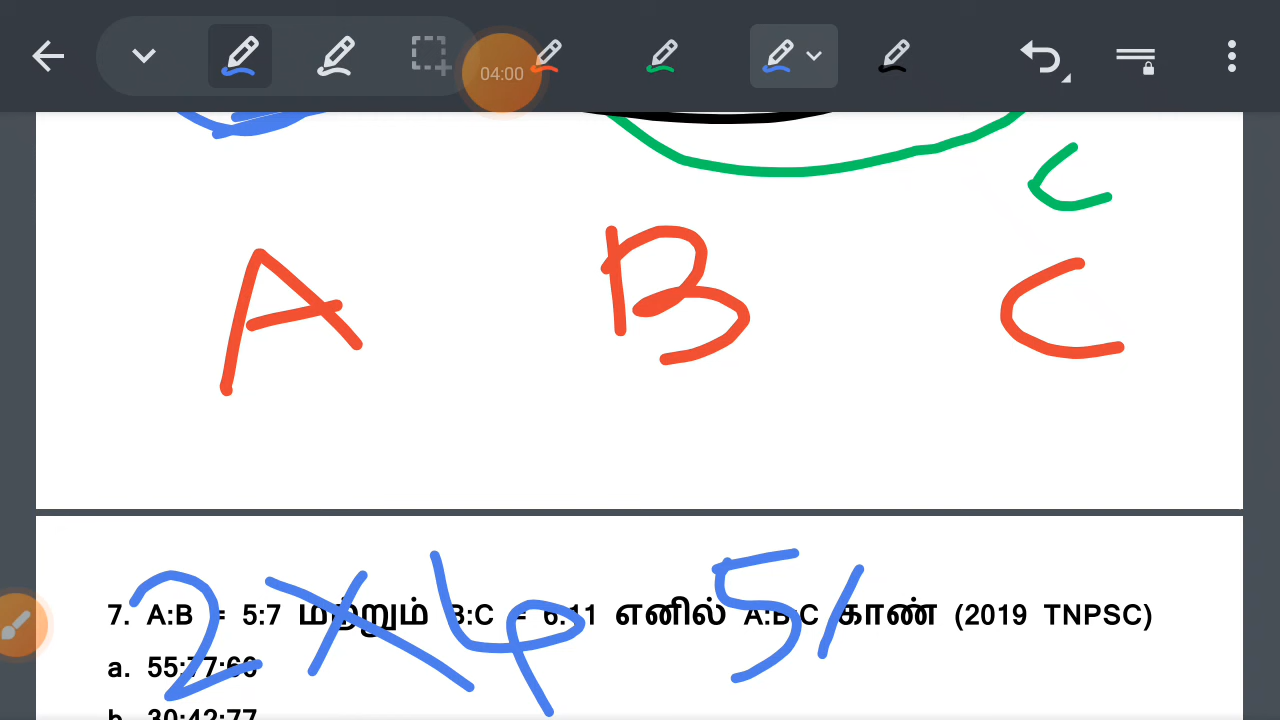 04:00
C
A B C
7. A:B = 5:7 மற்றும் B:C = 6:11 எனில் A:B:C காண் (2019 TNPSC)
2 x 4 5
a. 55:77:66
b. 30:42:77